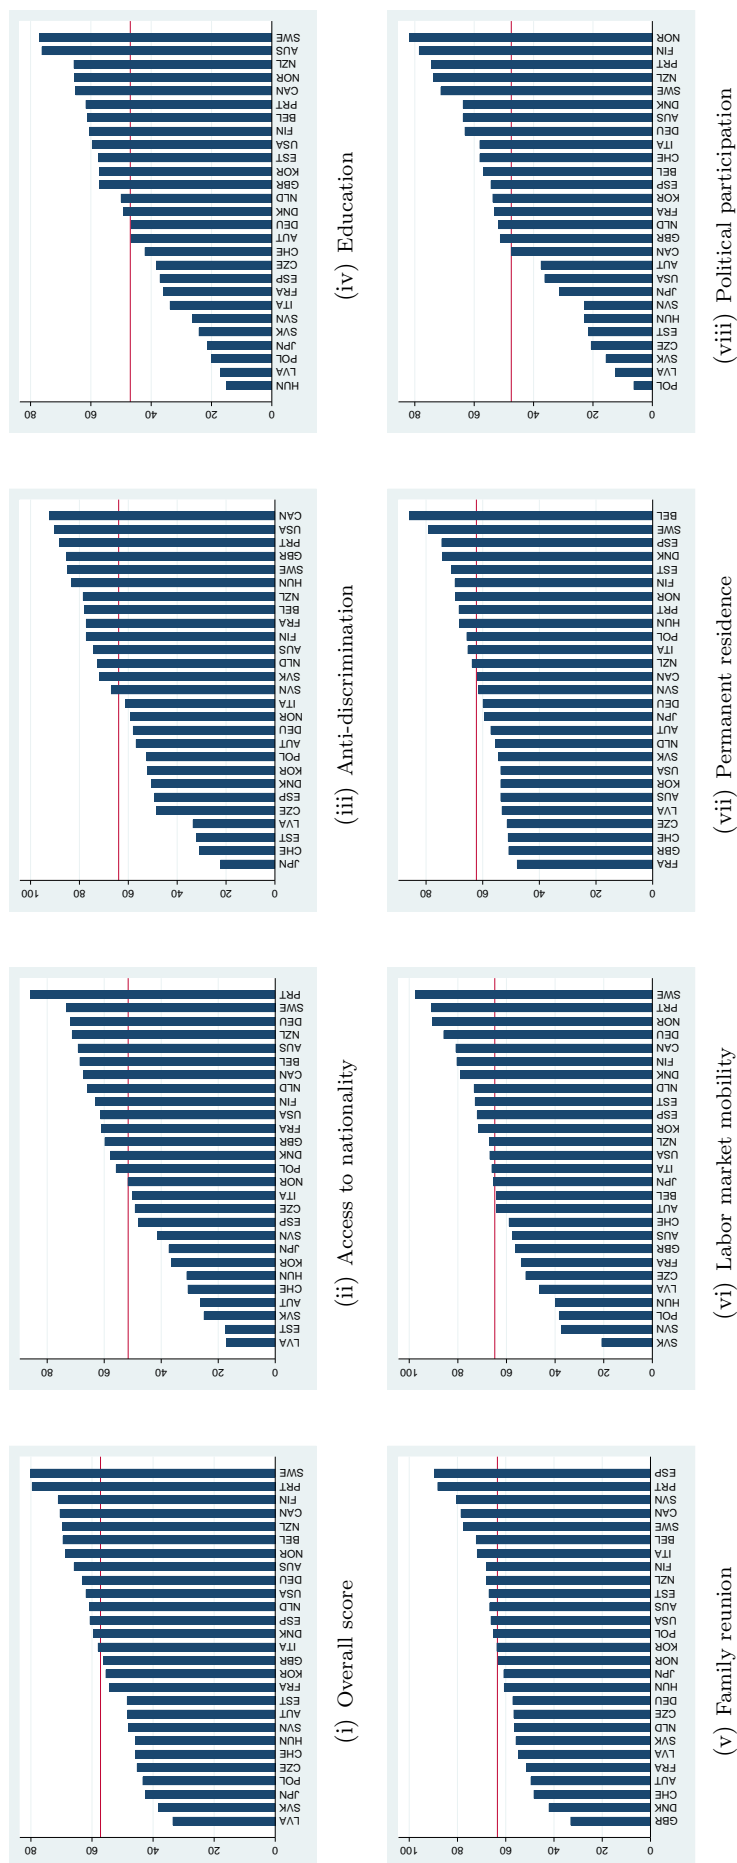 80
60
40
20
0
LVA SVK JPN POL CZE CHE HUN SVN AUT EST FRA KOR GBR ITA DNK ESP NLD USA DEU AUS NOR BEL NZL CAN FIN PRT SWE
(i) Overall score
80
60
40
20
0
LVA EST SVK AUT CHE HUN KOR JPN SVN ESP CZE ITA NOR POL DNK GBR FRA USA FIN NLD CAN BEL AUS NZL DEU SWE PRT
(ii) Access to nationality
100
80
60
40
20
0
JPN CHE EST LVA CZE ESP DNK KOR POL AUT DEU NOR ITA SVN SVK NLD AUS FIN FRA BEL NZL HUN SWE GBR PRT USA CAN
(iii) Anti-discrimination
80
60
40
20
0
HUN LVA POL JPN SVK SVN ITA FRA ESP CZE CHE AUT DEU DNK NLD GBR KOR EST USA FIN BEL PRT CAN NOR NZL AUS SWE
(iv) Education
100
80
60
40
20
0
GBR DNK CHE AUT FRA LVA SVK NLD CZE DEU HUN JPN NOR KOR POL USA AUS EST NZL FIN ITA BEL SWE CAN SVN PRT ESP
(v) Family reunion
100
80
60
40
20
0
SVK SVN POL HUN LVA CZE FRA GBR AUS CHE AUT BEL JPN ITA USA NZL KOR ESP EST NLD DNK FIN CAN DEU NOR PRT SWE
(vi) Labor market mobility
80
60
40
20
0
FRA GBR CHE CZE LVA AUS KOR USA SVK NLD AUT JPN DEU SVN CAN NZL ITA POL HUN PRT NOR FIN EST DNK ESP SWE BEL
(vii) Permanent residence
80
60
40
20
0
POL LVA SVK CZE EST HUN SVN JPN USA AUT CAN GBR NLD FRA KOR ESP BEL CHE ITA DEU AUS DNK SWE NZL PRT FIN NOR
(viii) Political participation